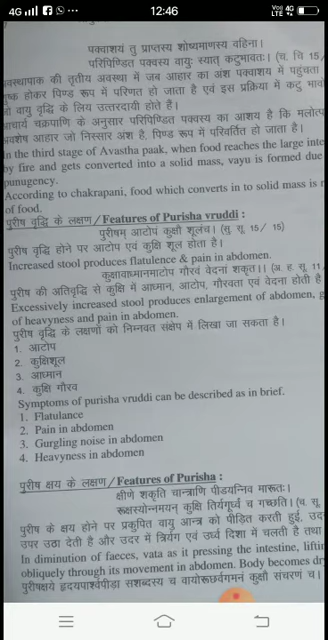 4G 12:46 4G VoI) LTE 71
पक्वाशयं तु प्राप्तस्य शोष्यमाणस्य वह्निना।
परिपिण्डित पक्वस्य वायुः स्यात् कटुभावतः। (च. चि 15/
अवस्थापाक की तृतीय अवस्था में जब आहार का अंश पक्वाशय में पहुंचता
शुष्क होकर पिण्ड रूप में परिणत हो जाता है एवं इस प्रक्रिया में कटु भाव
जो वायु वृद्धि के लिय उत्तरदायी होते हैं।
आचार्य चक्रपाणि के अनुसार परिपिण्डित पक्वस्य का आशय है कि मलोत्प
अवशेष आहार जो निस्सार अंश है, पिण्ड रूप में परिवर्तित हो जाता है।
In the third stage of Avastha paak, when food reaches the large inte
by fire and gets converted into a solid mass, vayu is formed due
punugency.
According to chakrapani, food which converts in to solid mass is r
of food.
पुरीष वृद्धि के लक्षण/Features of Purisha vruddi :
पुरीषम् आटोप कुक्षौ शूलंच। (सु. सू. 15/ 15)
पुरीष वृद्धि होने पर आटोप एवं कुक्षि शूल होता है।
Increased stool produces flatulence & pain in abdomen.
कुक्षावाध्मानमाटोप गौरवं वेदनां शकृत्।। (अ. ह. सू. 11
पुरीष की अतिवृद्धि से कुक्षि में आध्मान, आटोप, गौरवता एवं वेदना होती है
Excessively increased stool produces enlargement of abdomen, g
of heavyness and pain in abdomen.
पुरीष वृद्धि के लक्षणों को निम्नवत संक्षेप में लिखा जा सकता है।
1. आटोप
2. कुक्षिशूल
3. आध्मान
4. कुक्षि गौरव
Symptoms of purisha vruddi can be described as in brief.
1. Flatulance
2. Pain in abdomen
3. Gurgling noise in abdomen
4. Heavyness in abdomen
पुरीष क्षय के लक्षण/Features of Purisha :
क्षीणे शकृति चान्त्राणि पीडयन्निव मारूतः।
रूक्षस्योन्नमयन् कुक्षि तिर्यगूर्ध्वं च गच्छति। (च. सू.
पुरीष के क्षय होने पर प्रकुपित वायु आन्त्र को पीड़ित करती हुई, उद
उपर उठा देती है और उदर में त्रिर्यग एवं उर्ध्व दिशा में चलती है तथा
In diminution of faeces, vata as it pressing the intestine, liftin
obliquely through its movement in abdomen. Body becomes dry
पुरीषक्षये हृदयपार्श्वपीड़ा सशब्दस्य च वायोरूर्ध्वगमनं कुक्षौ संचरणं च।